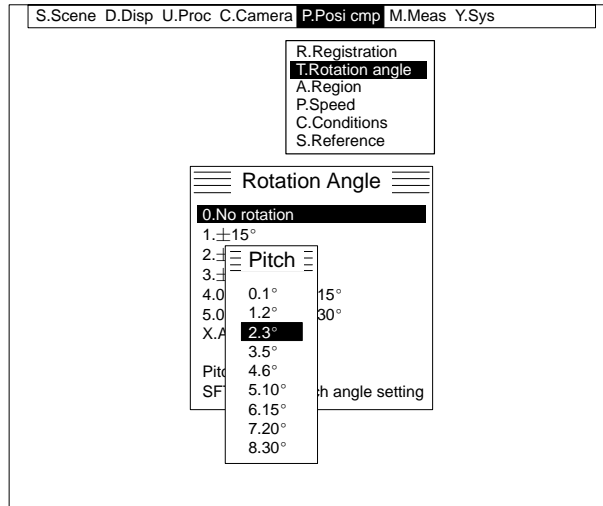 S.Scene D.Disp U.Proc C.Camera P.Posi cmp M.Meas Y.Sys
R.Registration
T.Rotation angle
A.Region
P.Speed
C.Conditions
S.Reference
Rotation Angle
0.No rotation
1.±15°
2.±
3.±
4.0 15°
5.0 30°
X.A
Pitc
SF ch angle setting
Pitch
0.1°
1.2°
2.3°
3.5°
4.6°
5.10°
6.15°
7.20°
8.30°